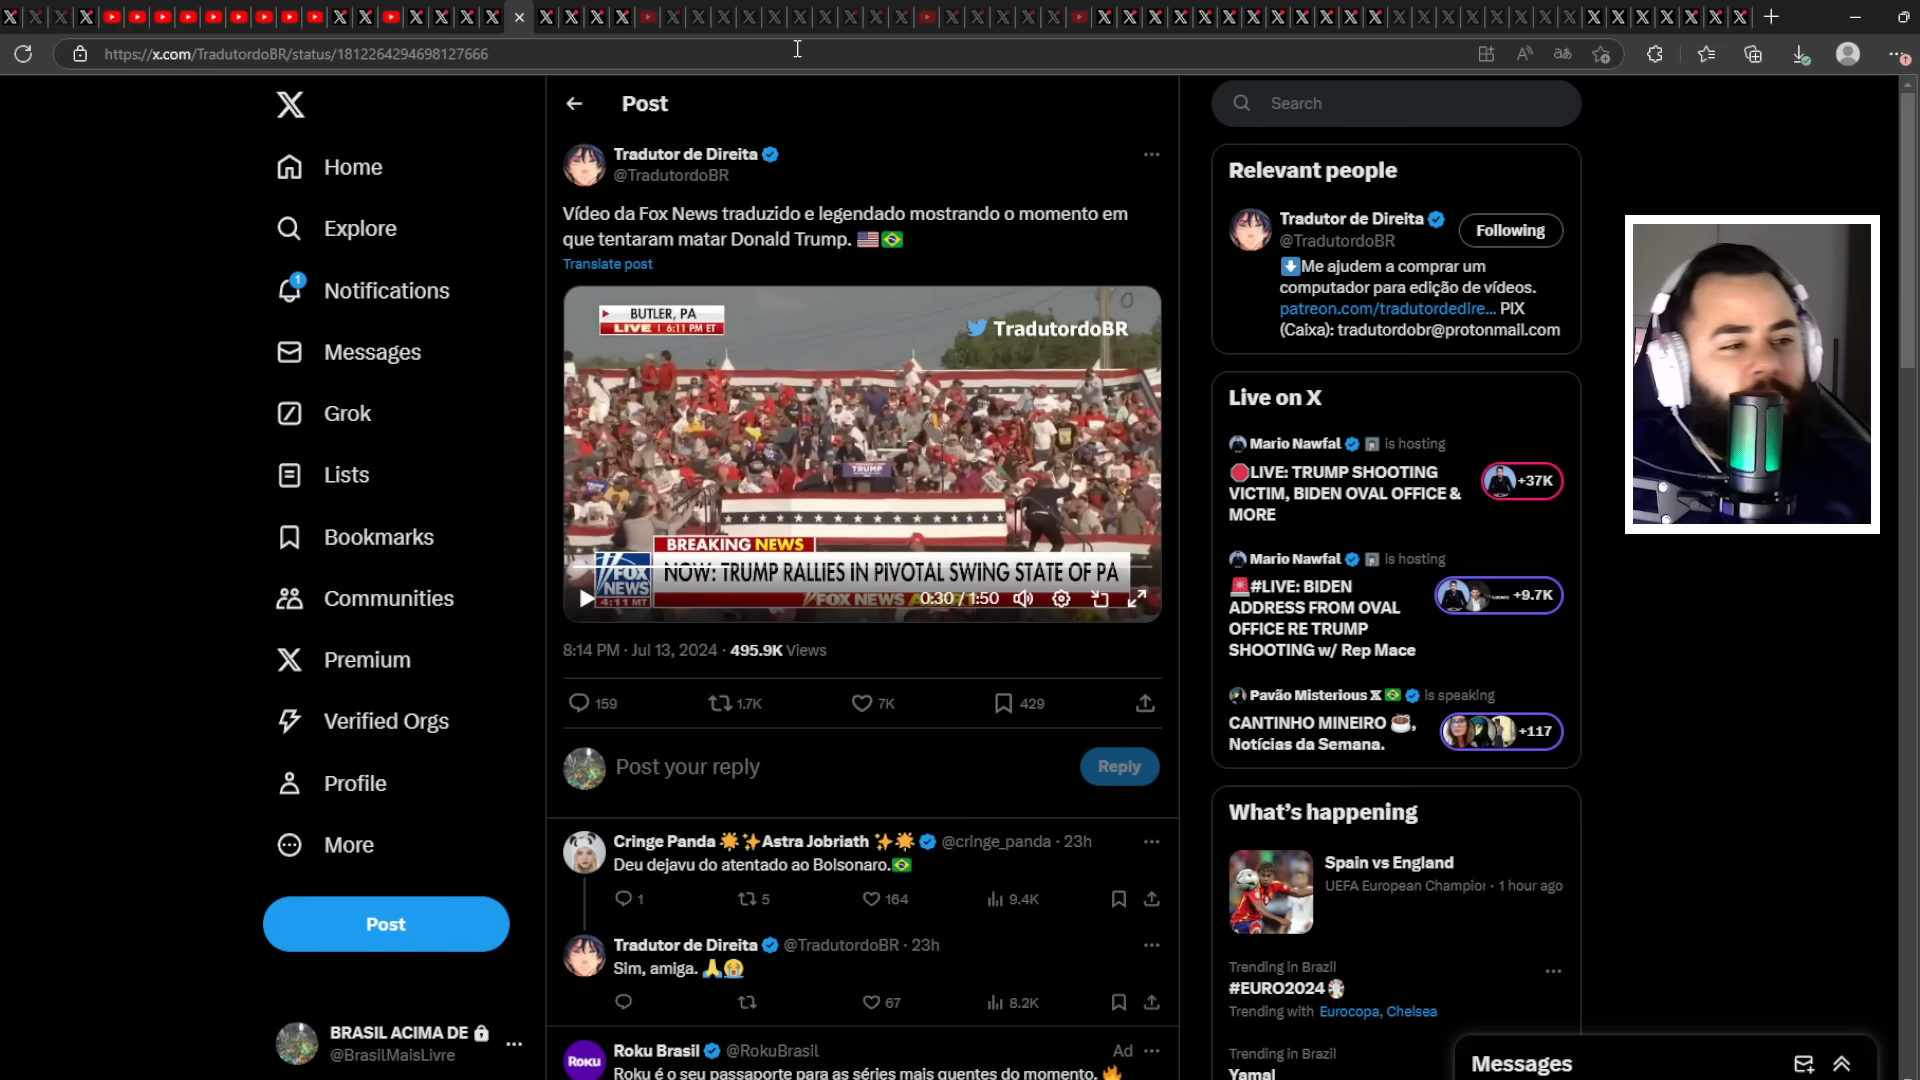 https://x.com/TradutordoBR/status/1812264294698127666
Home
Explore
1
Notifications
Messages
Grok
Lists
Bookmarks
Communities
Premium
Verified Orgs
Profile
More
Post
BRASIL ACIMA DE
@BrasilMaisLivre
Post
Tradutor de Direita
@TradutordoBR
Vídeo da Fox News traduzido e legendado mostrando o momento em
que tentaram matar Donald Trump. 🇺🇸🇧🇷
Translate post
BUTLER, PA
LIVE | 6:11 PM ET
TradutordoBR
TRUMP
BREAKING NEWS
NOW: TRUMP RALLIES IN PIVOTAL SWING STATE OF PA
FOX NEWS
4:11 MT
FOX NEWS
0:30 / 1:50
8:14 PM · Jul 13, 2024 · 495.9K Views
159
1.7K
7K
429
Post your reply
Reply
Cringe Panda 🌟✨Astra Jobriath ✨🌟 @cringe_panda · 23h
Deu dejavu do atentado ao Bolsonaro.🇧🇷
1
5
164
9.4K
Tradutor de Direita @TradutordoBR · 23h
Sim, amiga. 🙏😭
67
8.2K
Roku
Roku Brasil @RokuBrasil
Ad
Roku é o seu passaporte para as séries mais quentes do momento. 🔥
Search
Relevant people
Tradutor de Direita
@TradutordoBR
Following
⬇️Me ajudem a comprar um
computador para edição de vídeos.
patreon.com/tradutordedire... PIX
(Caixa): tradutordobr@protonmail.com
Live on X
Mario Nawfal is hosting
🛑LIVE: TRUMP SHOOTING
VICTIM, BIDEN OVAL OFFICE &
MORE
+37K
Mario Nawfal is hosting
🚨#LIVE: BIDEN
ADDRESS FROM OVAL
OFFICE RE TRUMP
SHOOTING w/ Rep Mace
+9.7K
Pavão Misterious X 🇧🇷 is speaking
CANTINHO MINEIRO ☕,
Notícias da Semana.
+117
What's happening
Spain vs England
UEFA European Champior · 1 hour ago
Trending in Brazil
#EURO2024
Trending with Eurocopa, Chelsea
Trending in Brazil
Yamal
Messages